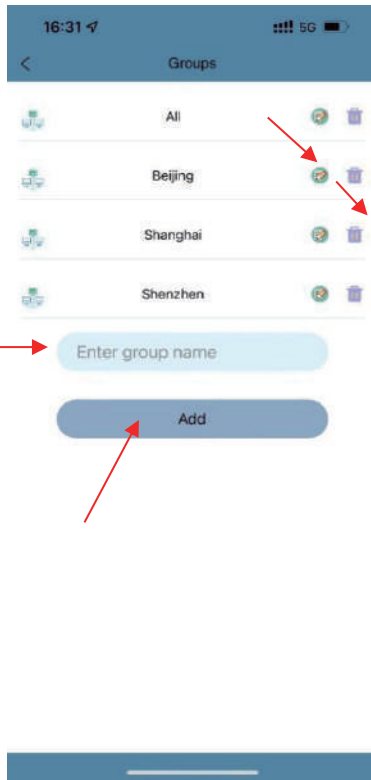 16:31 5G
Groups
All
Beijing
Shanghai
Shenzhen
Enter group name
Add